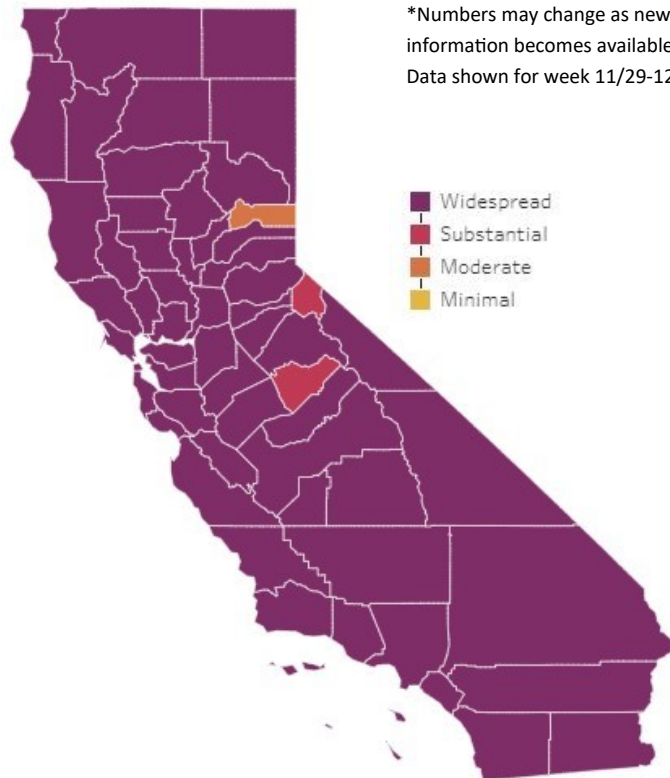 *Numbers may change as new
information becomes available
Data shown for week 11/29-12
Widespread
Substantial
Moderate
Minimal